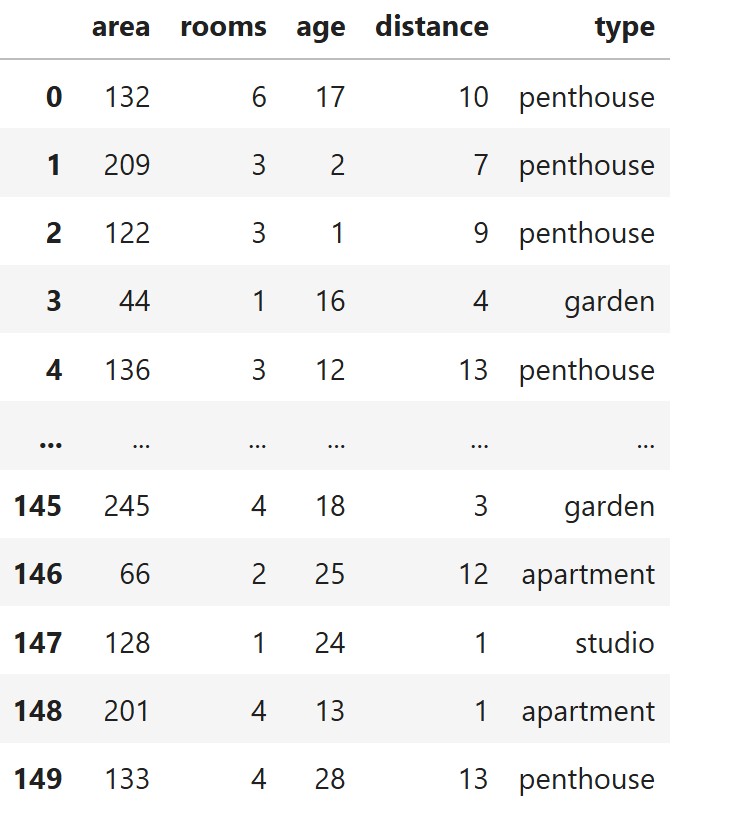 area rooms age distance type
0 132 6 17 10 penthouse
1 209 3 2 7 penthouse
2 122 3 1 9 penthouse
3 44 1 16 4 garden
4 136 3 12 13 penthouse
... ... ... ... ... ...
145 245 4 18 3 garden
146 66 2 25 12 apartment
147 128 1 24 1 studio
148 201 4 13 1 apartment
149 133 4 28 13 penthouse